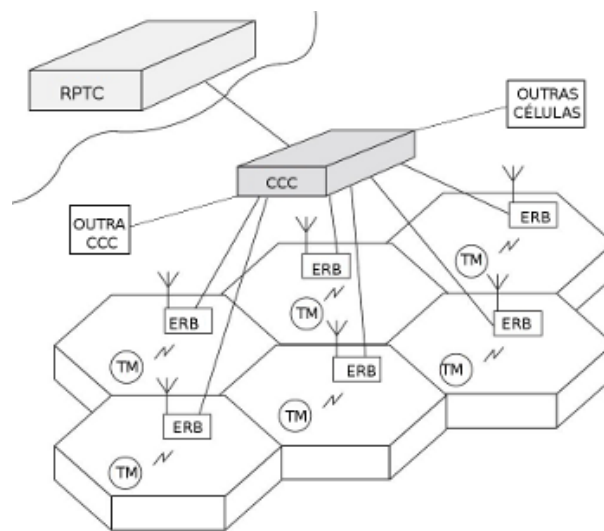 RPTC
OUTRAS
CÉLULAS
CCC
OUTRA
CCC
ERB
TM
ERB
TM
ERB
TM
ERB
TM
ERB
TM
ERB
TM